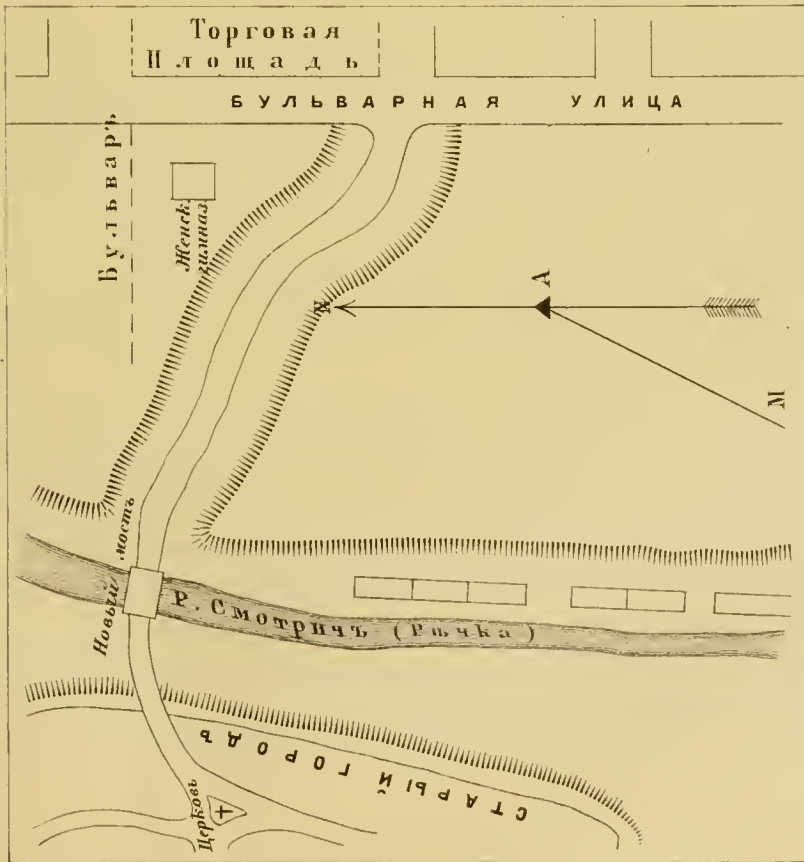 Торговая
Площадь
БУЛЬВАРНАЯ УЛИЦА
Бульваръ
Женск.
гимназ.
N
A
M
Новый мостъ
Р. Смотричъ (Рѣчка)
СТАРЫЙ ГОРОДЪ
Церковь